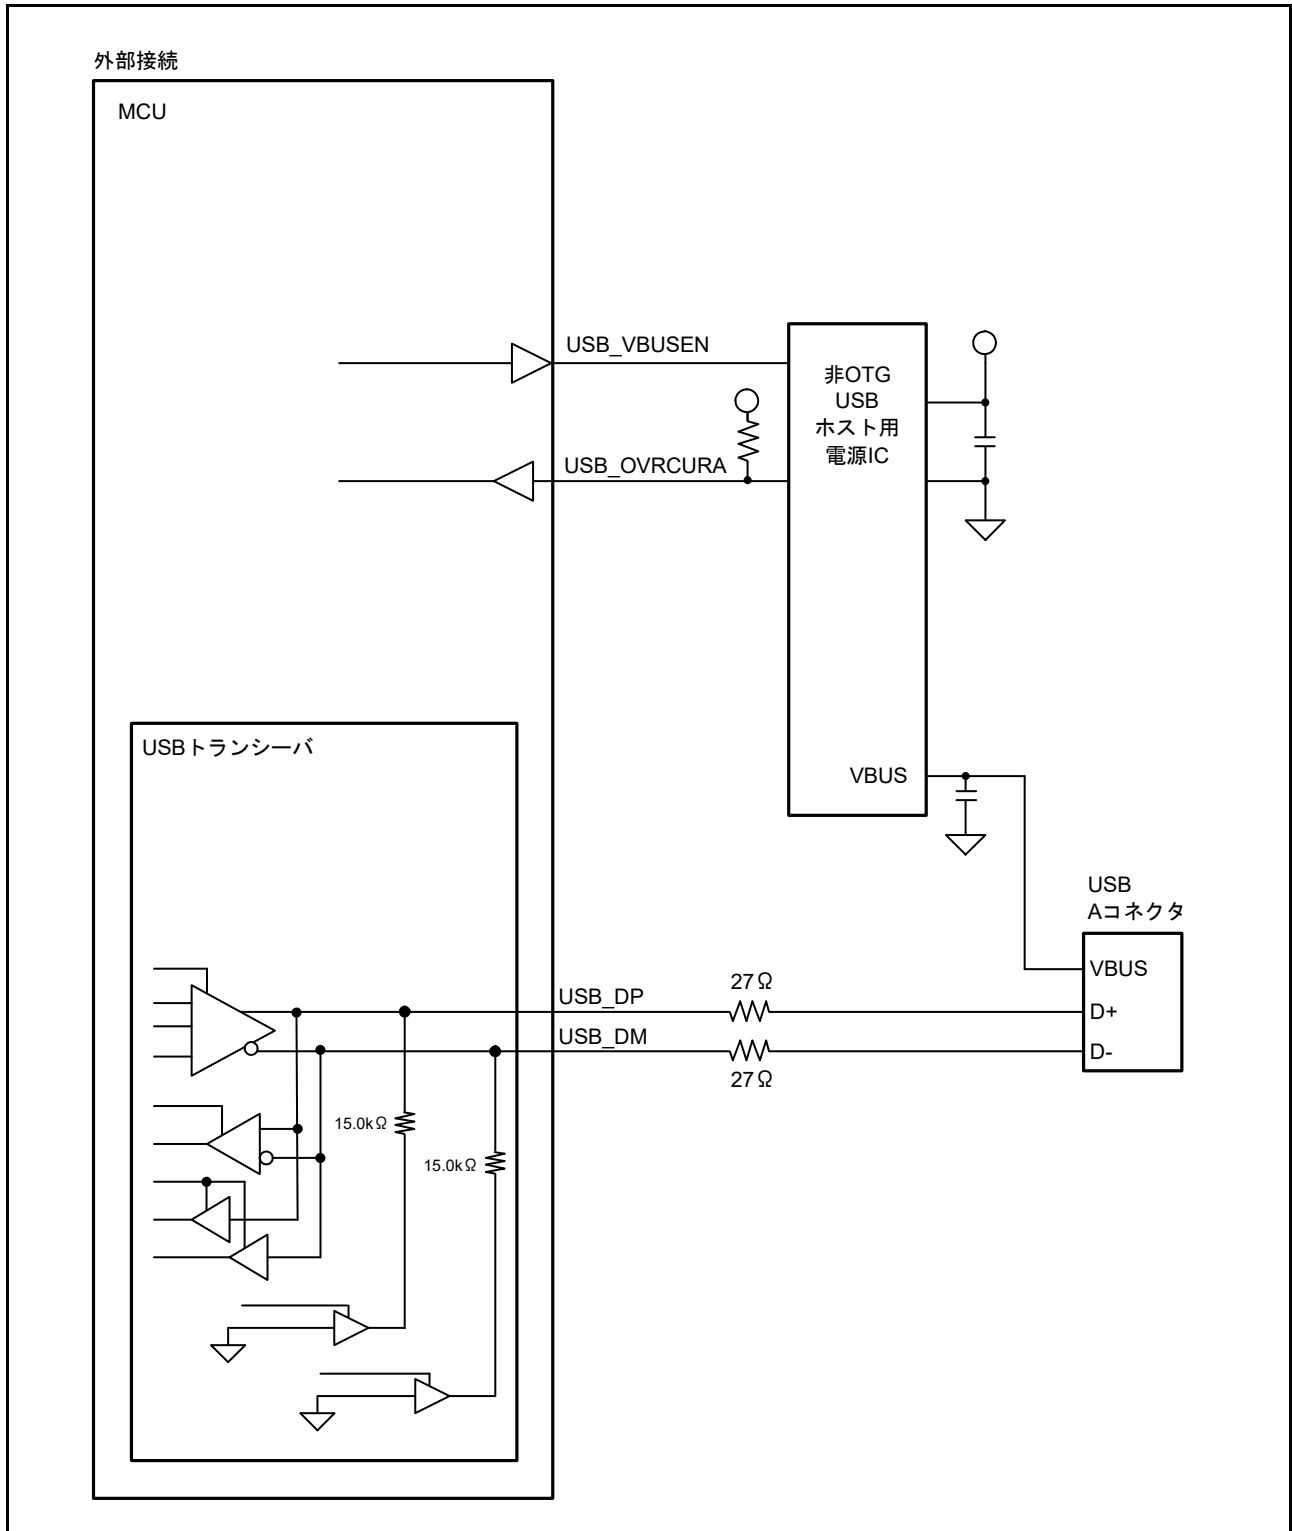 外部接続
MCU
USB_VBUSEN
非OTG
USB
ホスト用
電源IC
USB_OVRCURA
USBトランシーバ
VBUS
USB
Aコネクタ
VBUS
27Ω
USB_DP
D+
USB_DM
D-
27Ω
15.0kΩ
15.0kΩ